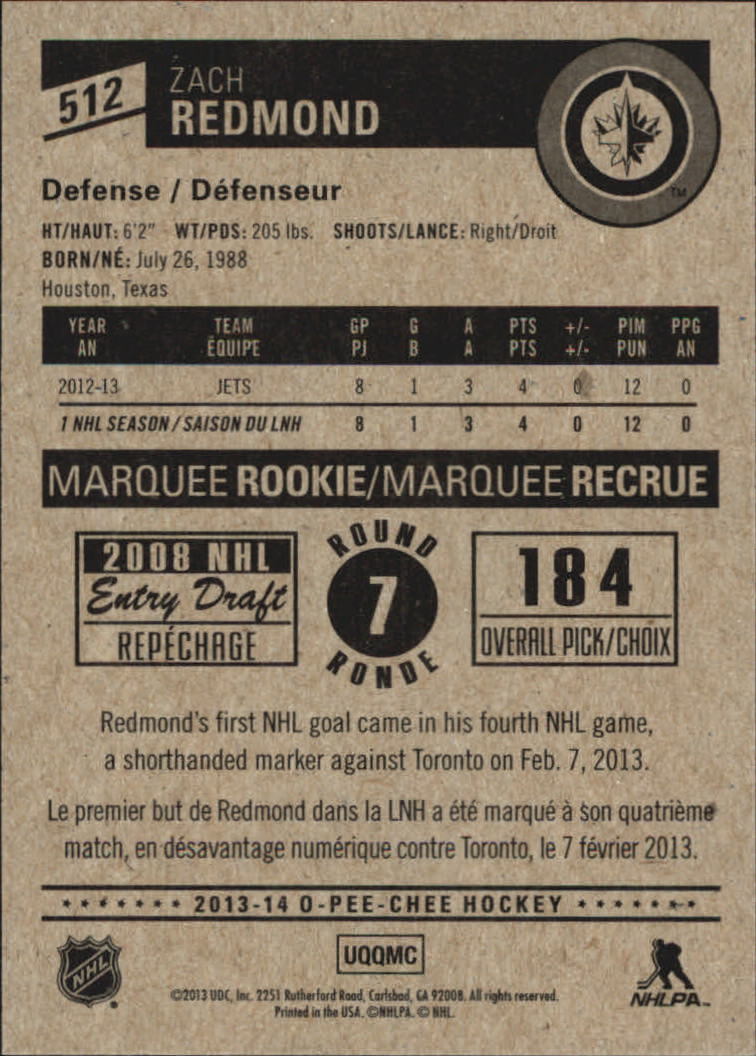 512
ZACH
REDMOND
TM
Defense / Défenseur
HT/HAUT: 6'2" WT/PDS: 205 lbs. SHOOTS/LANCE: Right/Droit
BORN/NÉ: July 26, 1988
Houston, Texas
YEAR TEAM GP G A PTS +/- PIM PPG
AN ÉQUIPE PJ B A PTS +/- PUN AN
2012-13 JETS 8 1 3 4 0 12 0
1 NHL SEASON / SAISON DU LNH 8 1 3 4 0 12 0
MARQUEE ROOKIE/MARQUEE RECRUE
2008 NHL
Entry Draft
REPÉCHAGE
ROUND
7
RONDE
184
OVERALL PICK/CHOIX
Redmond's first NHL goal came in his fourth NHL game,
a shorthanded marker against Toronto on Feb. 7, 2013.
Le premier but de Redmond dans la LNH a été marqué à son quatrième
match, en désavantage numérique contre Toronto, le 7 février 2013.
2013-14 O-PEE-CHEE HOCKEY
NHL
UQQMC
NHLPA™
©2013 UDC, Inc. 2251 Rutherford Road, Carlsbad, CA 92008. All rights reserved.
Printed in the USA. ©NHLPA. © NHL.